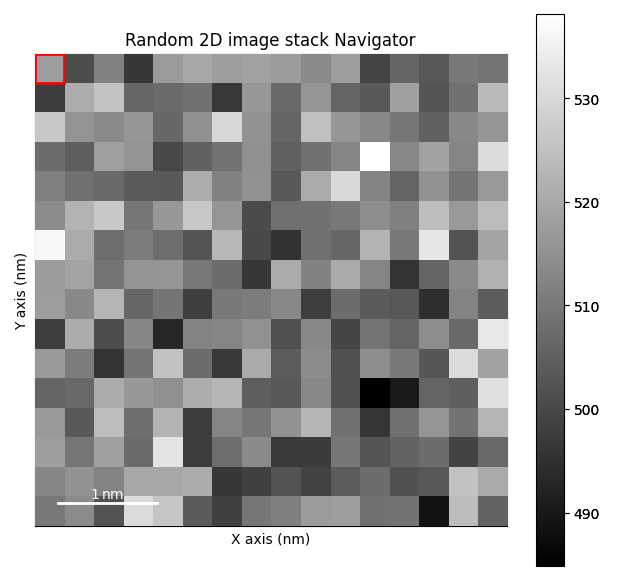 Random 2D image stack Navigator
530
520
510
500
490
Y axis (nm)
1 nm
X axis (nm)